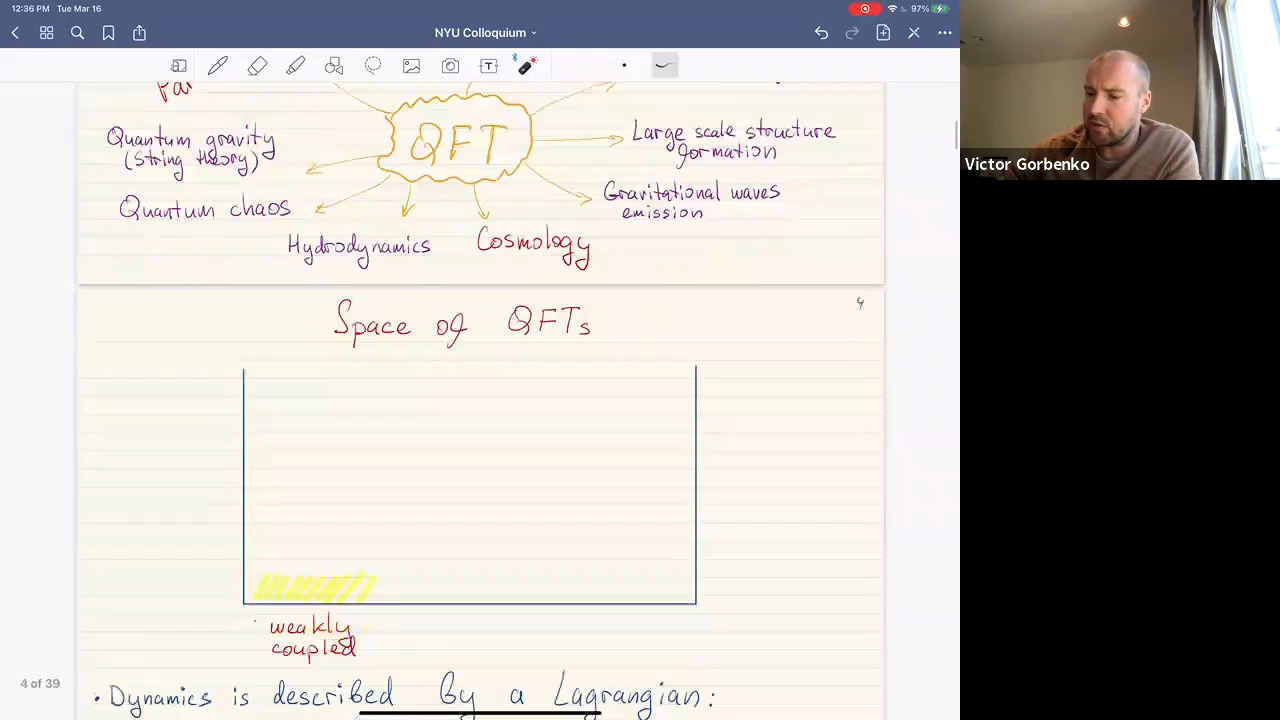 12:36 PM Tue Mar 16
97%
NYU Colloquium
T
Quantum gravity
(String theory)
QFT
Large scale structure
formation
Quantum chaos
Gravitational waves
emission
Hydrodynamics
Cosmology
Space of QFTs
4
weakly
coupled
4 of 39
• Dynamics is described by a Lagrangian:
Victor Gorbenko